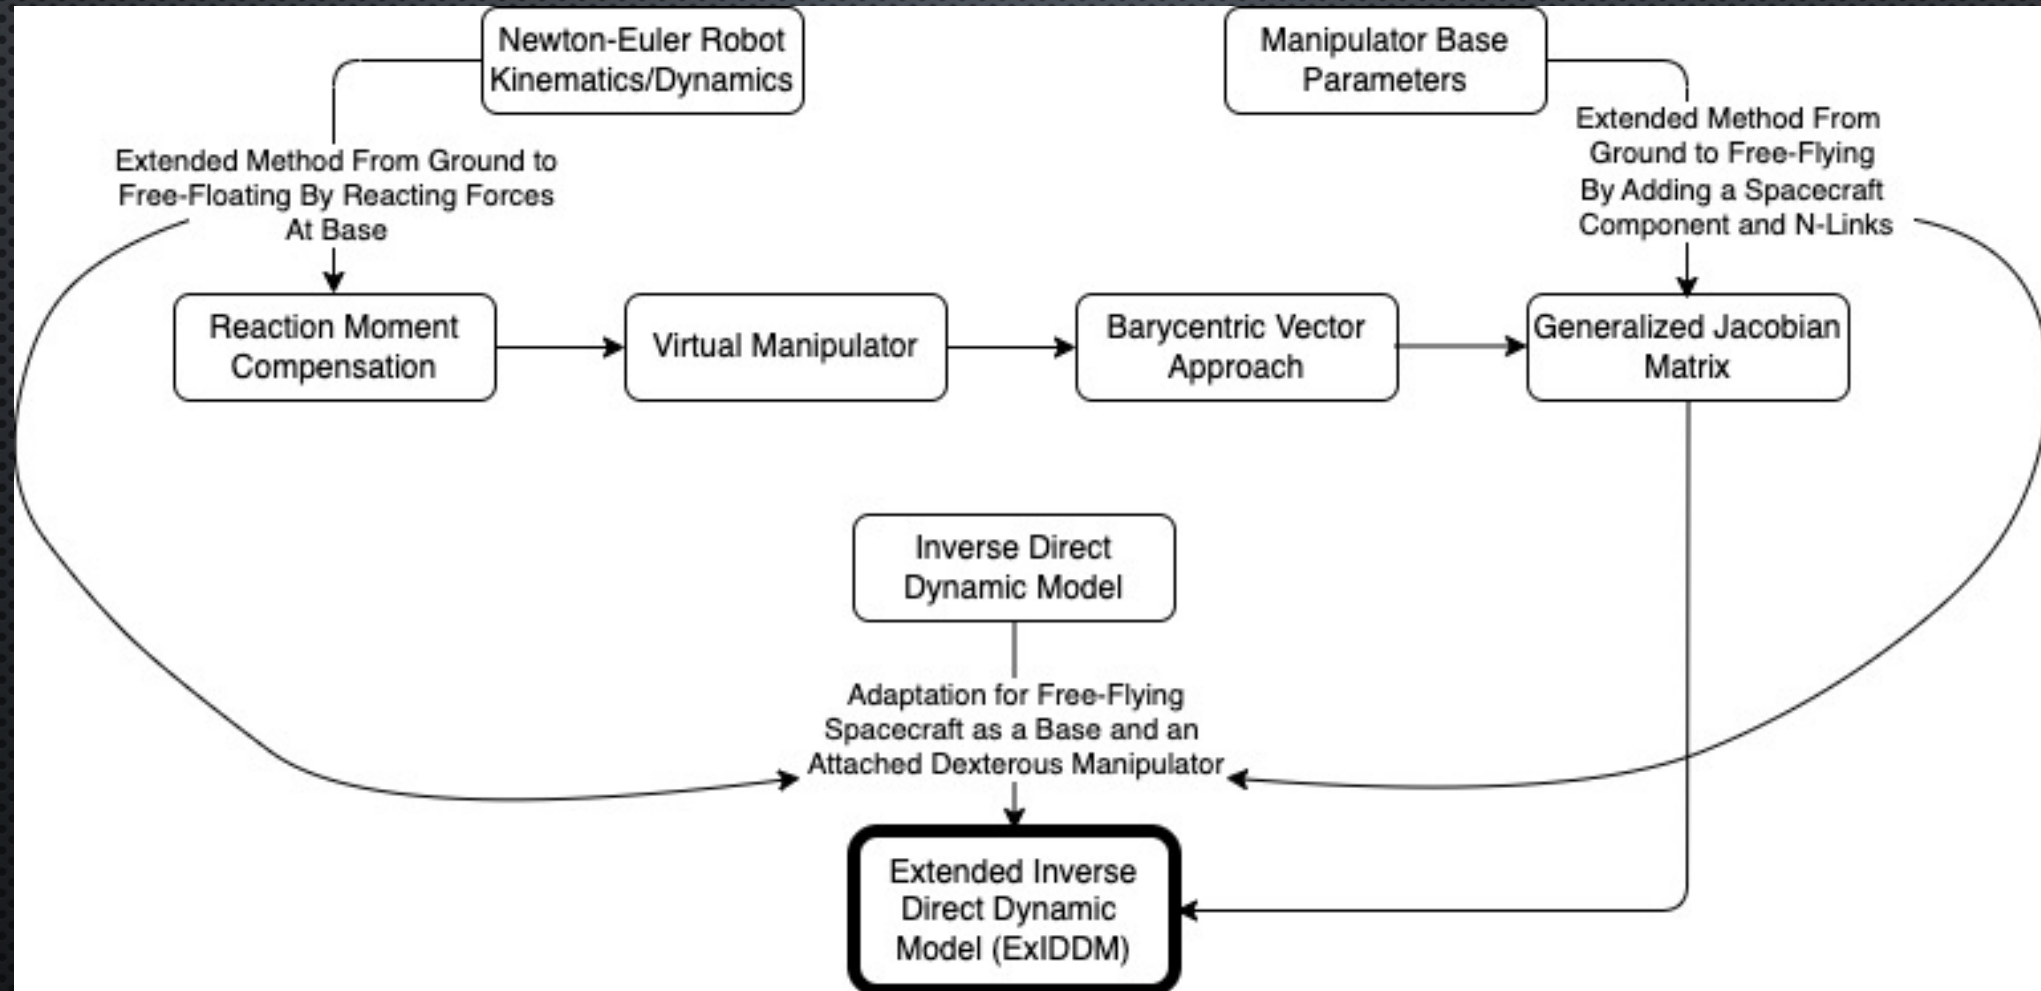 Newton-Euler Robot
Kinematics/Dynamics
Manipulator Base
Parameters
Extended Method From Ground to
Free-Floating By Reacting Forces
At Base
Extended Method From
Ground to Free-Flying
By Adding a Spacecraft
Component and N-Links
Reaction Moment
Compensation
Virtual Manipulator
Barycentric Vector
Approach
Generalized Jacobian
Matrix
Inverse Direct
Dynamic Model
Adaptation for Free-Flying
Spacecraft as a Base and an
Attached Dexterous Manipulator
Extended Inverse
Direct Dynamic
Model (ExIDDM)